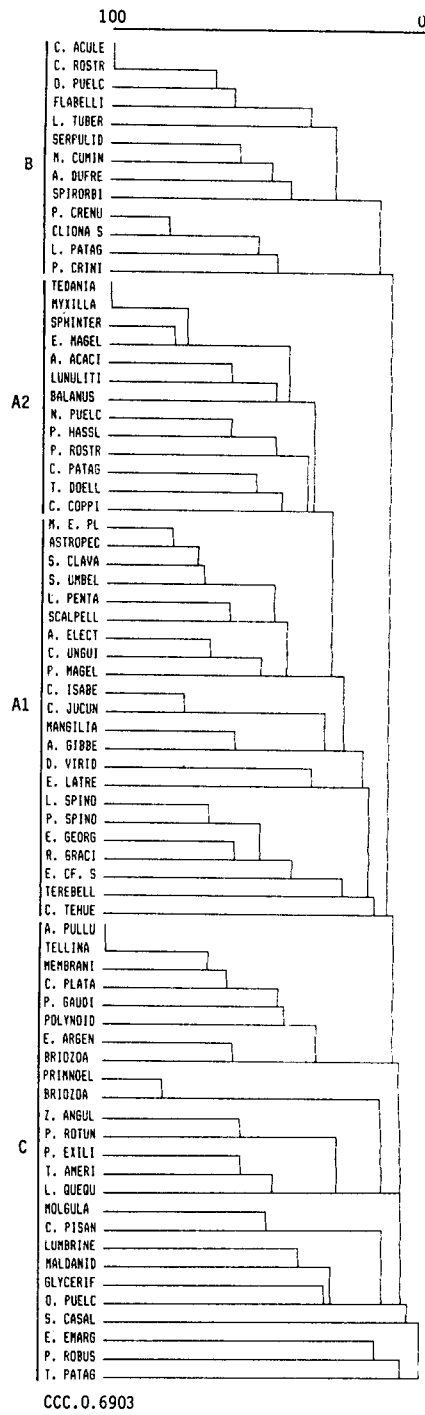 100 0
C. ACULE
C. ROSTR
O. PUELC
FLABELLI
L. TUBER
SERPULID
B
M. CUMIN
A. DUFRE
SPIRORBI
P. CRENU
CLIONA S
L. PATAG
P. CRINI
TEDANIA
MYXILLA
SPHINTER
E. MAGEL
A. ACACI
LUNULITI
A2
BALANUS
N. PUELC
P. HASSL
P. ROSTR
C. PATAG
T. DOELL
C. COPPI
M. E. PL
ASTROPEC
S. CLAVA
S. UMBEL
L. PENTA
SCALPELL
A. ELECT
C. UNGUI
P. MAGEL
C. ISABE
A1
C. JUCUN
MANGILIA
A. GIBBE
D. VIRID
E. LATRE
L. SPINO
P. SPINO
E. GEORG
R. GRACI
E. CF. S
TEREBELL
C. TEHUE
A. PULLU
TELLINA
MEMBRANI
C. PLATA
P. GAUDI
POLYNOID
E. ARGEN
BRIOZOA
PRIMNOEL
BRIOZOA
Z. ANGUL
P. ROTUN
C
P. EXILI
T. AMERI
L. QUEQU
MOLGULA
C. PISAN
LUMBRINE
MALDANID
GLYCERIF
O. PUELC
S. CASAL
E. EMARG
P. ROBUS
T. PATAG
CCC.0.6903